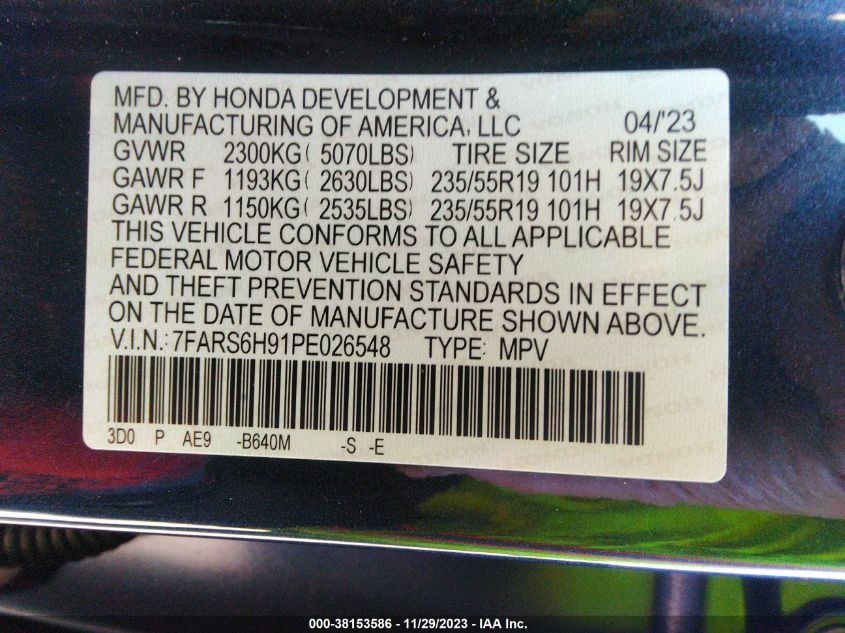 MFD. BY HONDA DEVELOPMENT &
MANUFACTURING OF AMERICA, LLC 04/'23
GVWR 2300KG( 5070LBS) TIRE SIZE RIM SIZE
GAWR F 1193KG( 2630LBS) 235/55R19 101H 19X7.5J
GAWR R 1150KG( 2535LBS) 235/55R19 101H 19X7.5J
THIS VEHICLE CONFORMS TO ALL APPLICABLE
FEDERAL MOTOR VEHICLE SAFETY
AND THEFT PREVENTION STANDARDS IN EFFECT
ON THE DATE OF MANUFACTURE SHOWN ABOVE.
V.I.N.: 7FARS6H91PE026548 TYPE: MPV
3D0 P AE9 -B640M -S -E
000-38153586 - 11/29/2023 - IAA Inc.